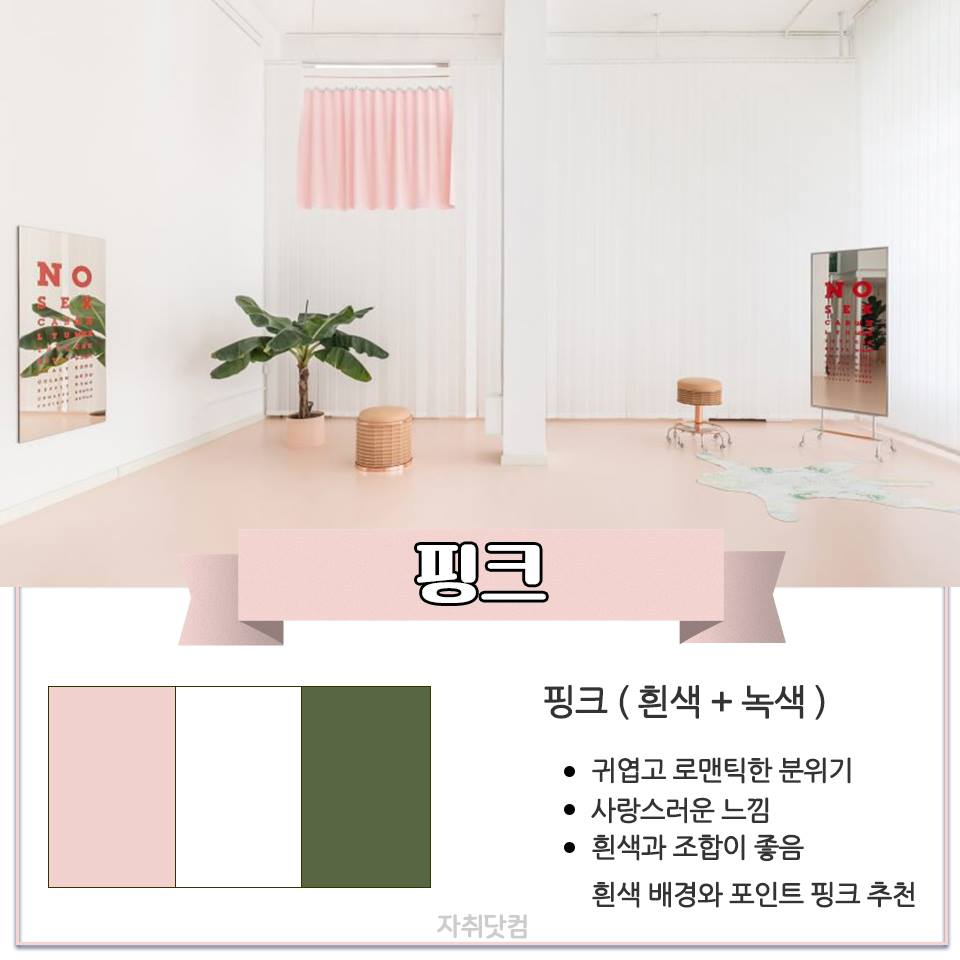 NO
SEX
NO
SEX
핑크
핑크 ( 흰색 + 녹색 )
• 귀엽고 로맨틱한 분위기
• 사랑스러운 느낌
• 흰색과 조합이 좋음
흰색 배경와 포인트 핑크 추천
자취닷컴